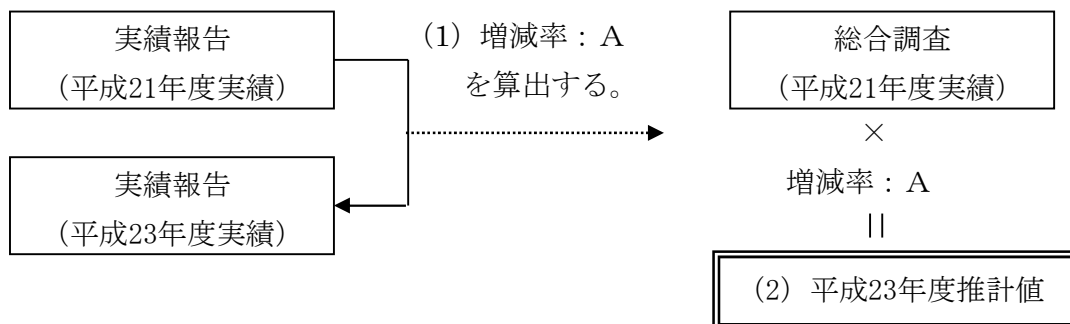 実績報告
(平成21年度実績)
(1) 増減率：A
を算出する。
実績報告
(平成23年度実績)
総合調査
(平成21年度実績)
×
増減率：A
||
(2) 平成23年度推計値